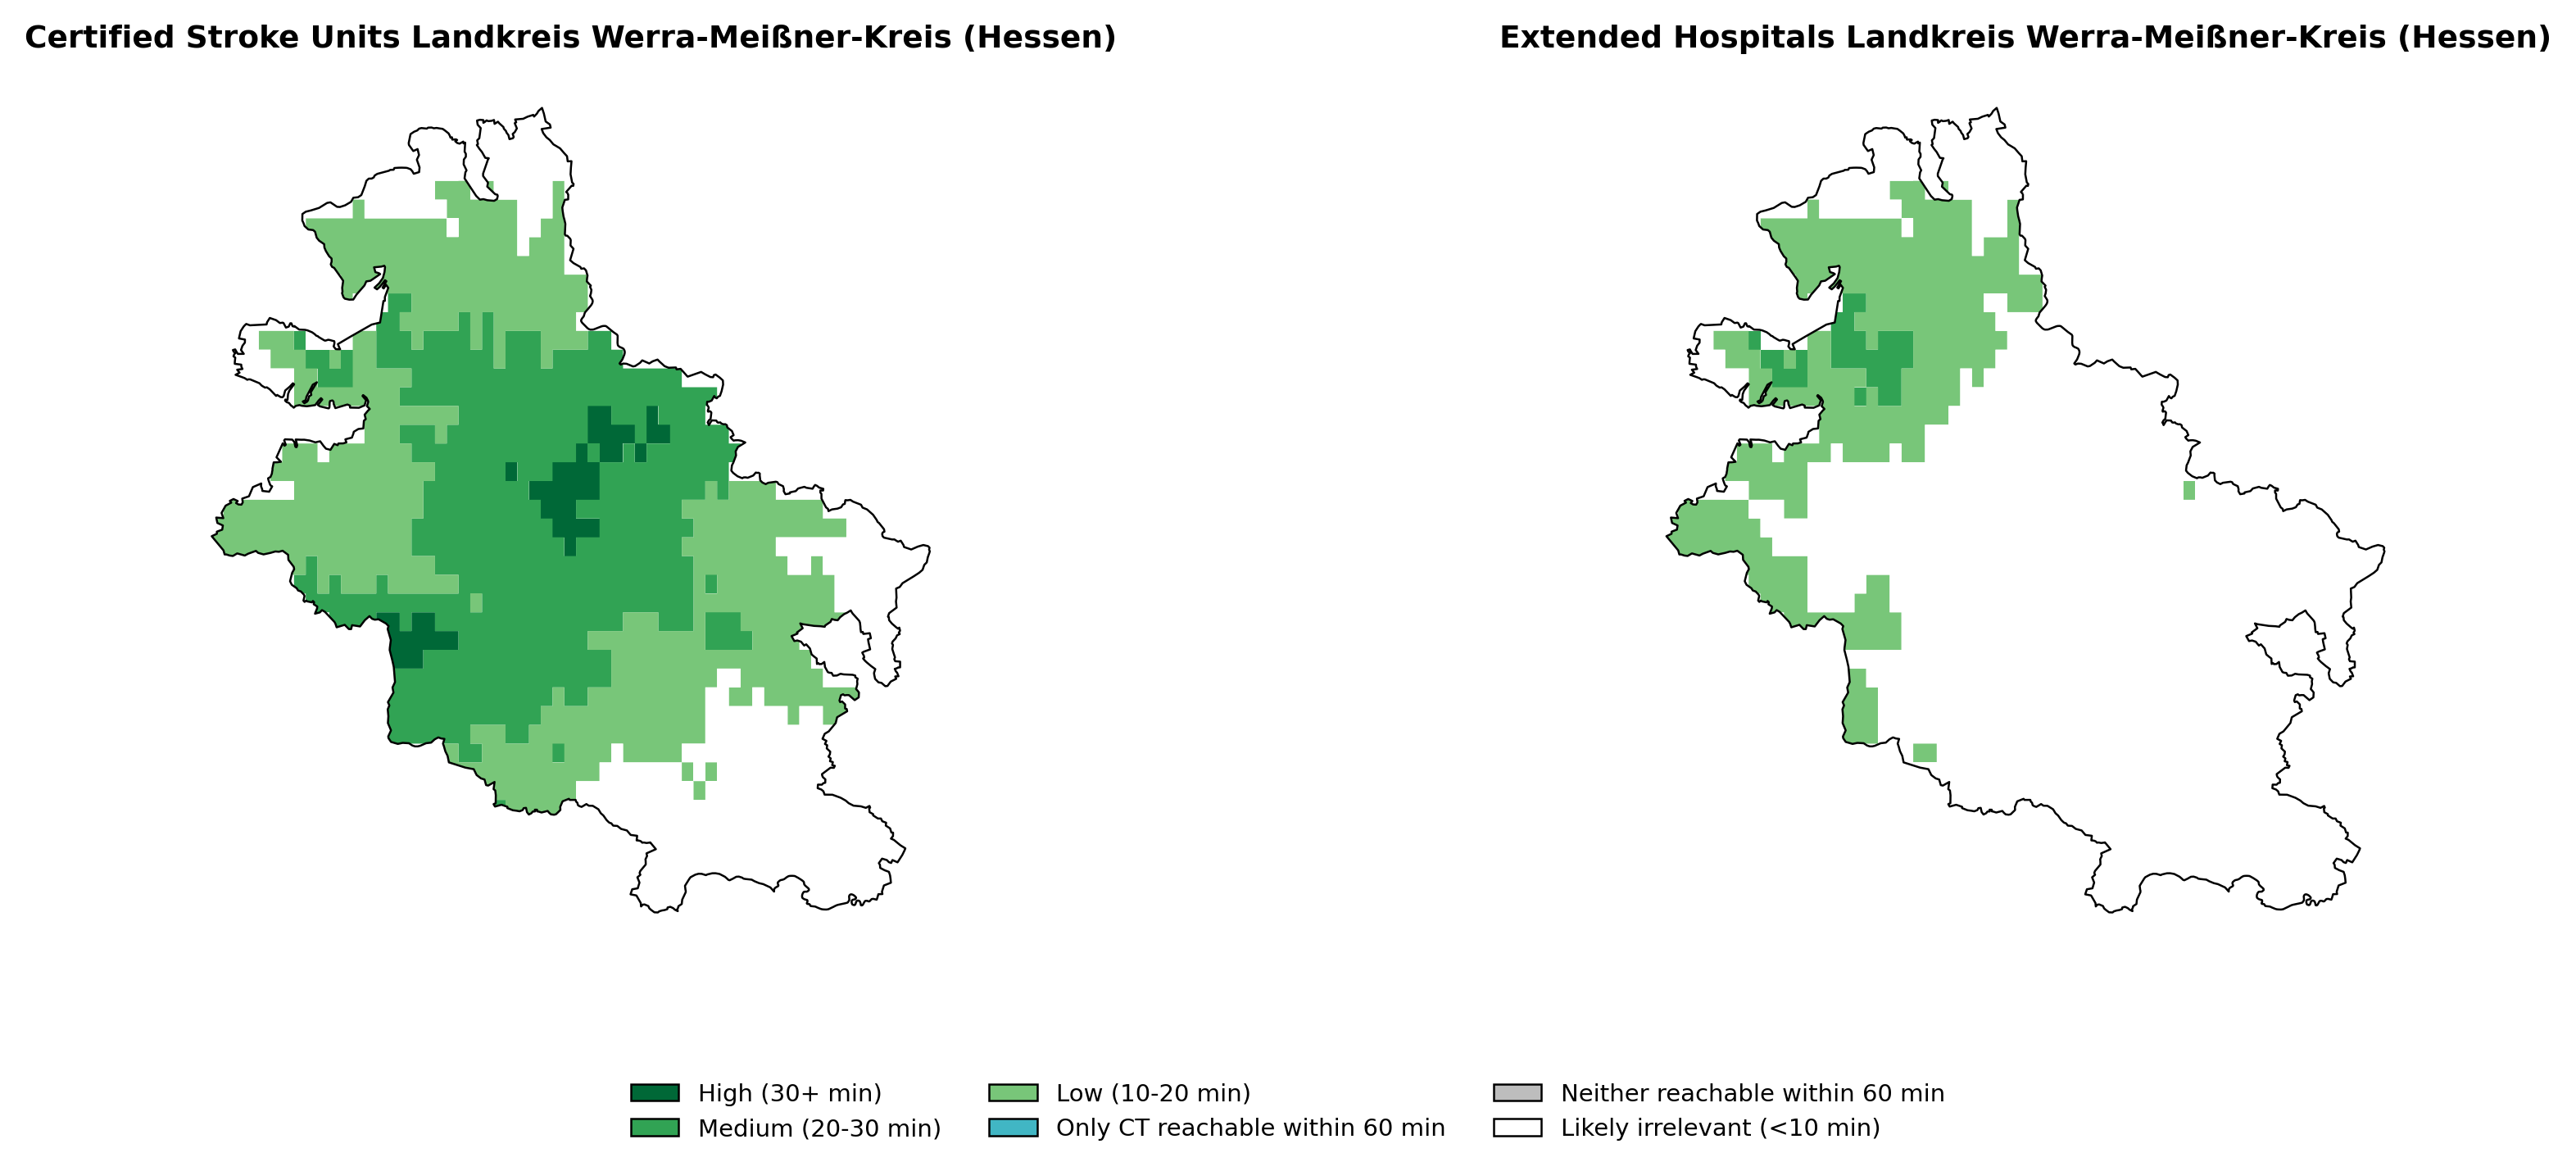 Certified Stroke Units Landkreis Werra-Meißner-Kreis (Hessen)
Extended Hospitals Landkreis Werra-Meißner-Kreis (Hessen)
High (30+ min)
Medium (20-30 min)
Low (10-20 min)
Only CT reachable within 60 min
Neither reachable within 60 min
Likely irrelevant (<10 min)